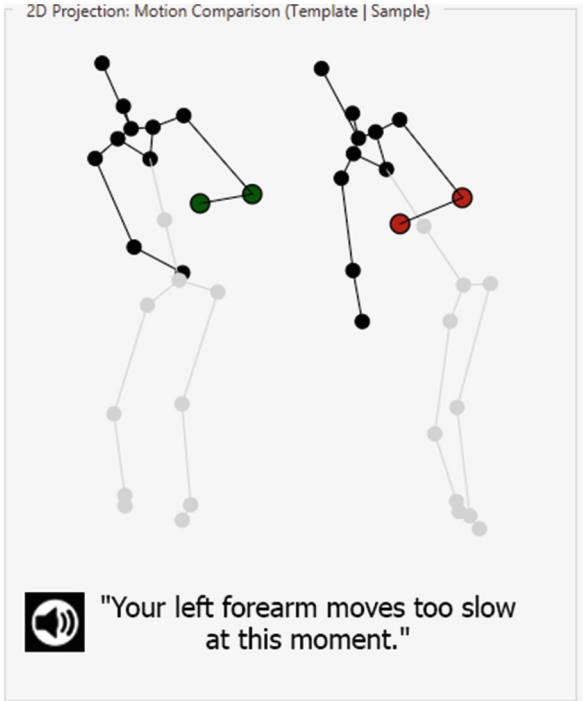 2D Projection: Motion Comparison (Template | Sample)
"Your left forearm moves too slow
at this moment."